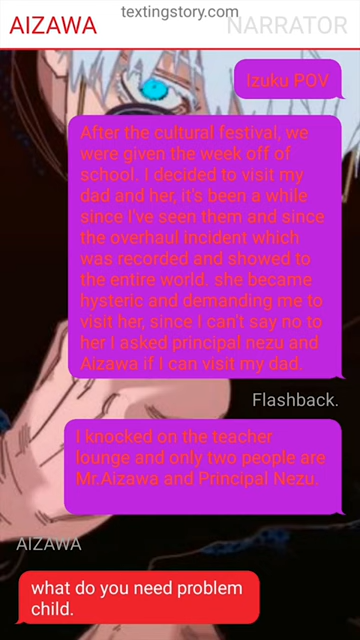 textingstory.com
AIZAWA
NARRATOR
Izuku POV
After the cultural festival, we
were given the week off of
school. I decided to visit my
dad and her, it's been a while
since I've seen them and since
the overhaul incident which
was recorded and showed to
the entire world. she became
hysteric and demanding me to
visit her, since I can't say no to
her I asked principal nezu and
Aizawa if I can visit my dad.
Flashback.
I knocked on the teacher
lounge and only two people are
Mr.Aizawa and Principal Nezu.
AIZAWA
what do you need problem
child.